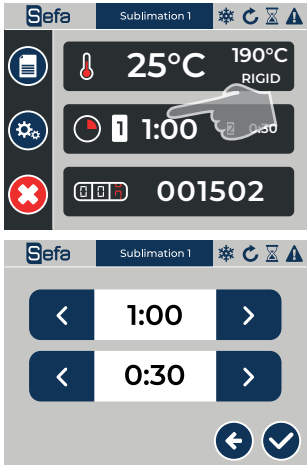 Sefa
Sublimation 1
25°C
190°C
RIGID
1
1:00
2
0:30
001502
Sefa
Sublimation 1
1:00
0:30